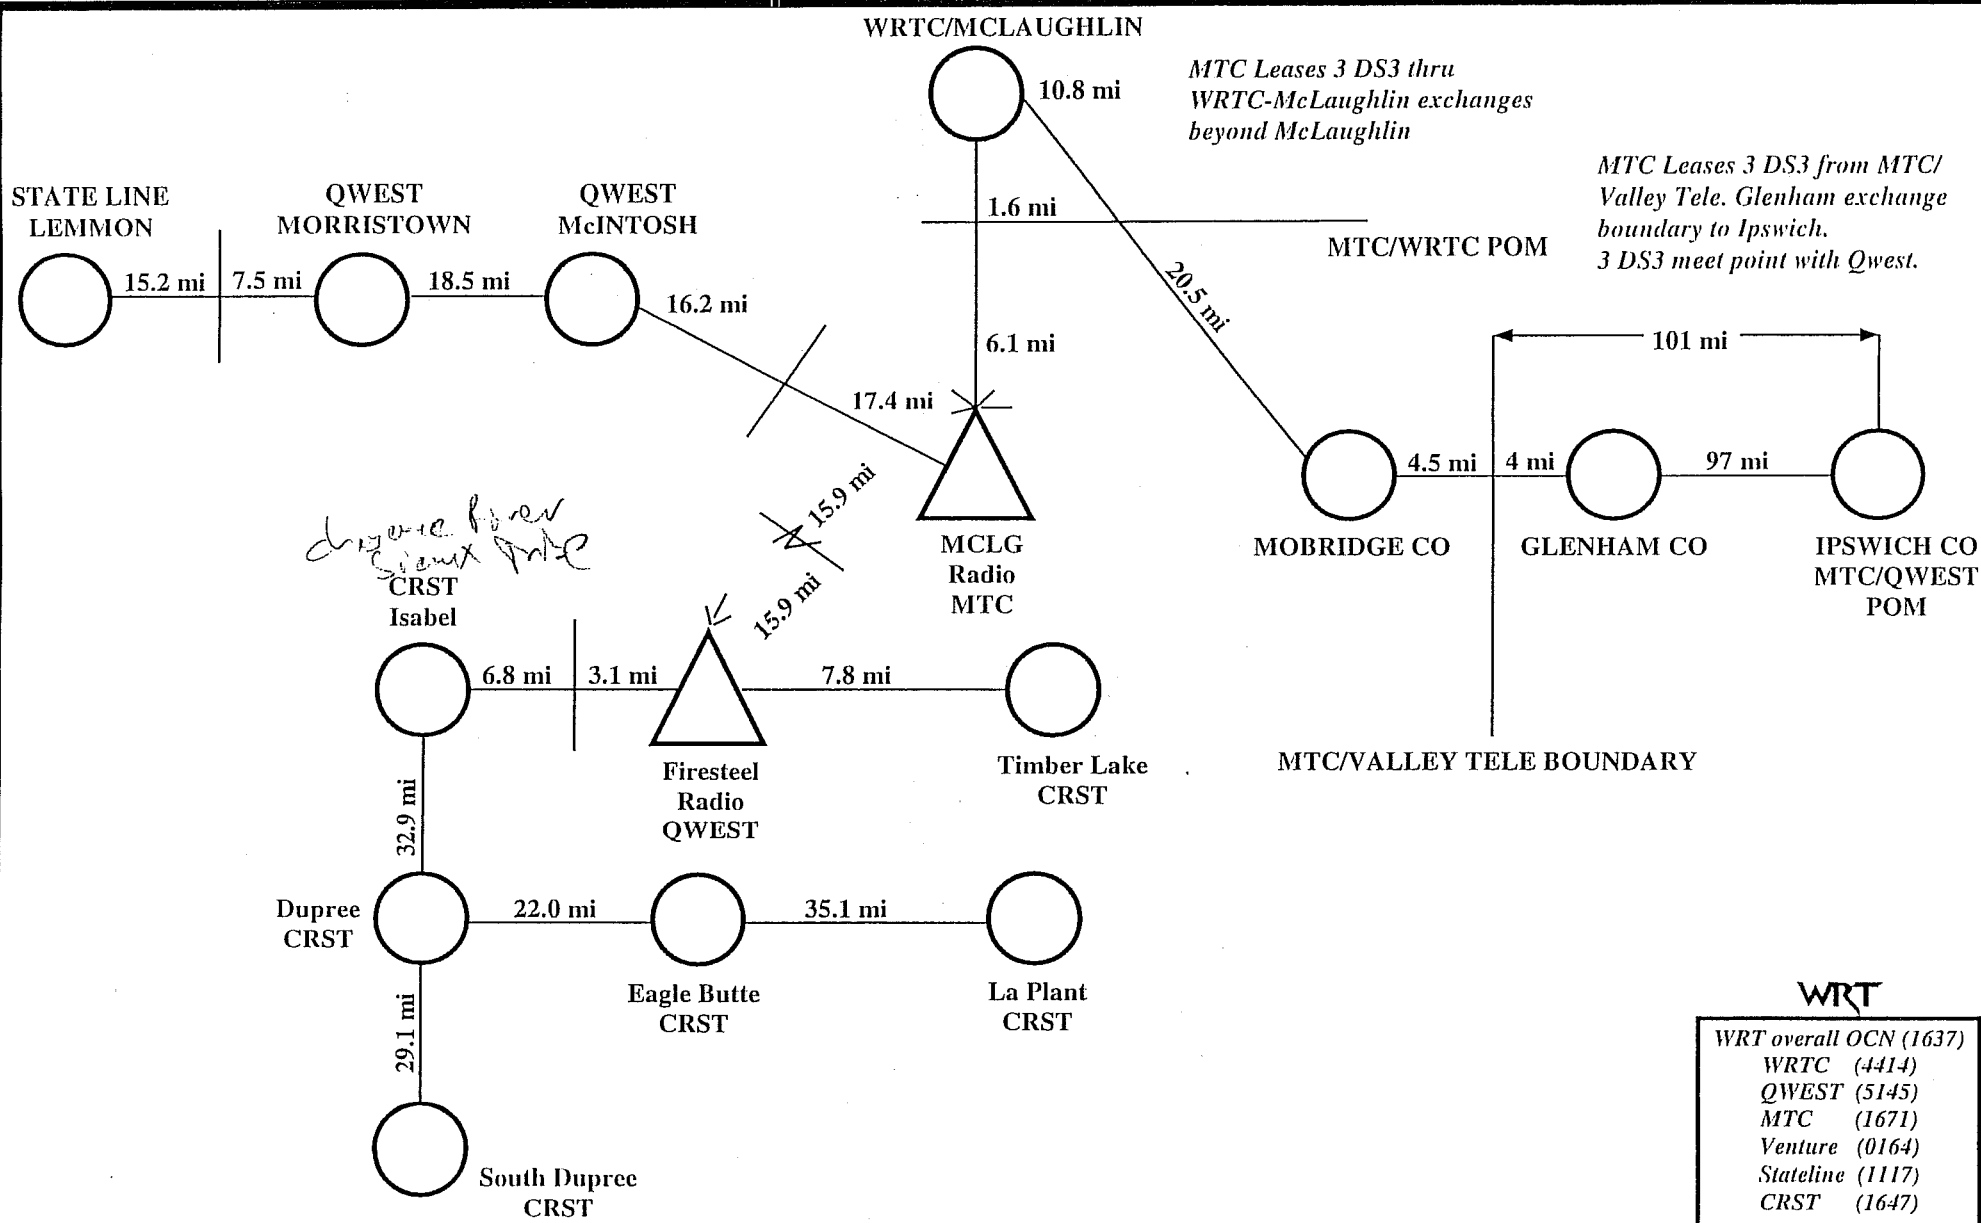 WRTC/MCLAUGHLIN
10.8 mi
MTC Leases 3 DS3 thru
WRTC-McLaughlin exchanges
beyond McLaughlin
MTC Leases 3 DS3 from MTC/
Valley Tele. Glenham exchange
boundary to Ipswich.
3 DS3 meet point with Qwest.
STATE LINE
LEMMON
QWEST
MORRISTOWN
QWEST
McINTOSH
1.6 mi
MTC/WRTC POM
15.2 mi
7.5 mi
18.5 mi
16.2 mi
20.5 mi
6.1 mi
101 mi
17.4 mi
4.5 mi
4 mi
97 mi
15.9 mi
15.9 mi
MCLG
Radio
MTC
MOBRIDGE CO
GLENHAM CO
IPSWICH CO
MTC/QWEST
POM
River
Sioux Tribe
CRST
Isabel
6.8 mi
3.1 mi
7.8 mi
Firesteel
Radio
QWEST
Timber Lake
CRST
MTC/VALLEY TELE BOUNDARY
32.9 mi
Dupree
CRST
22.0 mi
35.1 mi
Eagle Butte
CRST
La Plant
CRST
29.1 mi
South Dupree
CRST
WRT
WRT overall OCN (1637)
WRTC (4414)
QWEST (5145)
MTC (1671)
Venture (0164)
Stateline (1117)
CRST (1647)